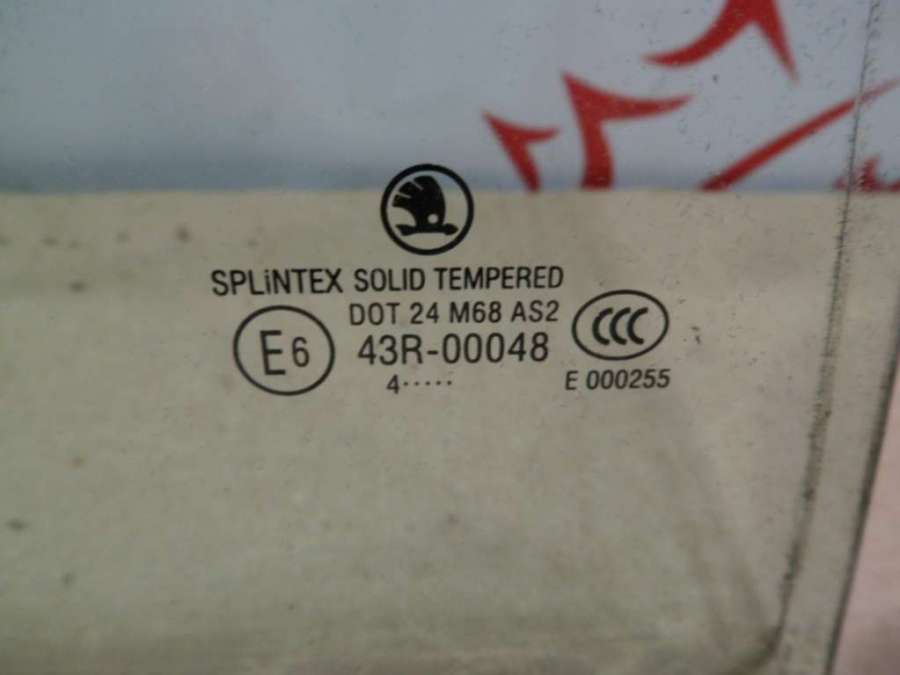 SPLiNTEX SOLID TEMPERED
DOT 24 M68 AS2
E6 43R-00048 CCC
4·····
E 000255